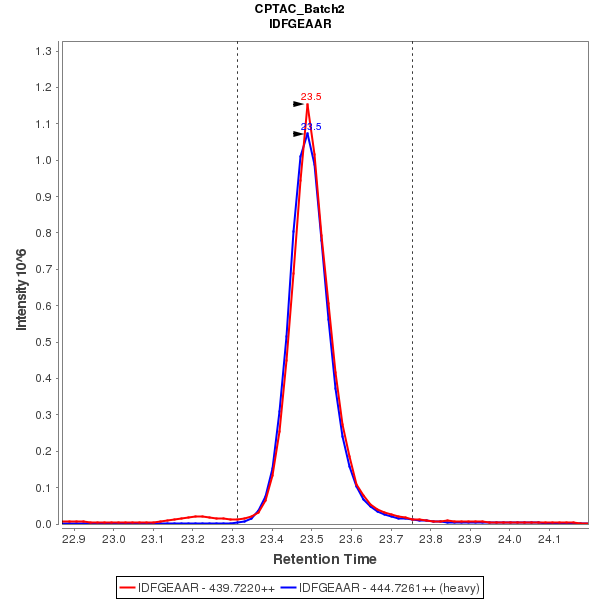 CPTAC_Batch2
IDFGEAAR
1.3
1.2
1.1
1.0
0.9
0.8
0.7
0.6
0.5
0.4
0.3
0.2
0.1
0.0
Intensity 10^6
23.5
23.5
22.9 23.0 23.1 23.2 23.3 23.4 23.5 23.6 23.7 23.8 23.9 24.0 24.1
Retention Time
IDFGEAAR - 439.7220++ IDFGEAAR - 444.7261++ (heavy)